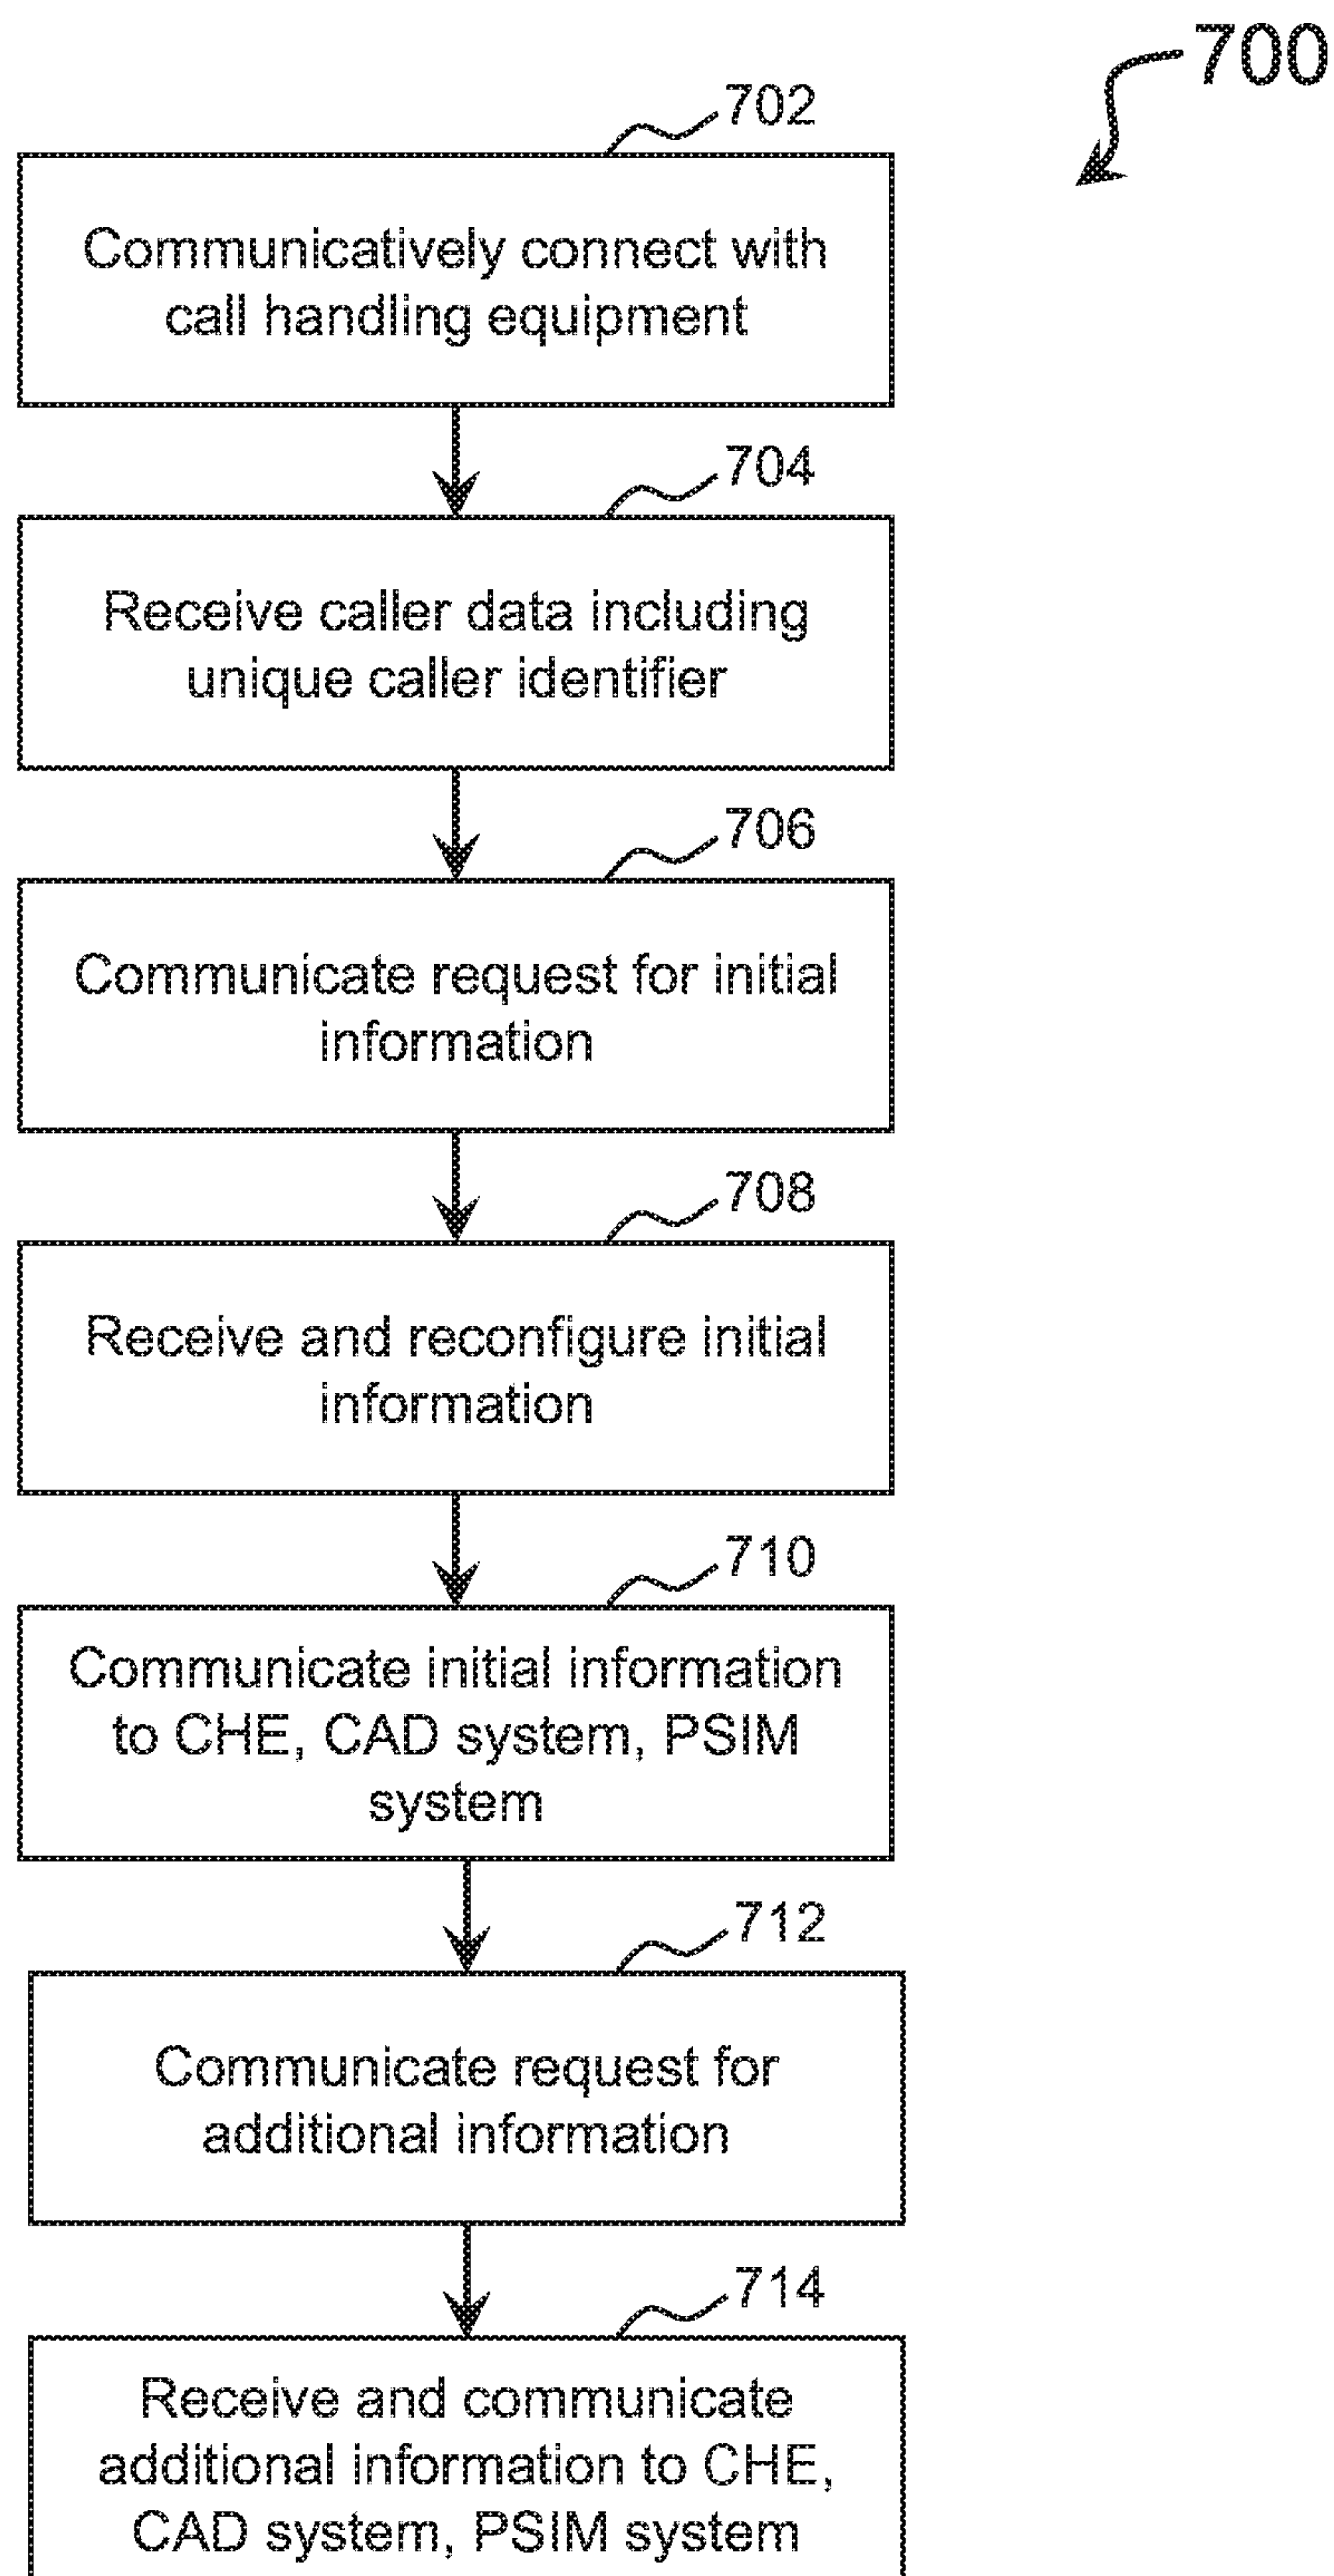 700
702
Communicatively connect with
call handling equipment
704
Receive caller data including
unique caller identifier
706
Communicate request for initial
information
708
Receive and reconfigure initial
information
710
Communicate initial information
to CHE, CAD system, PSIM
system
712
Communicate request for
additional information
714
Receive and communicate
additional information to CHE,
CAD system, PSIM system